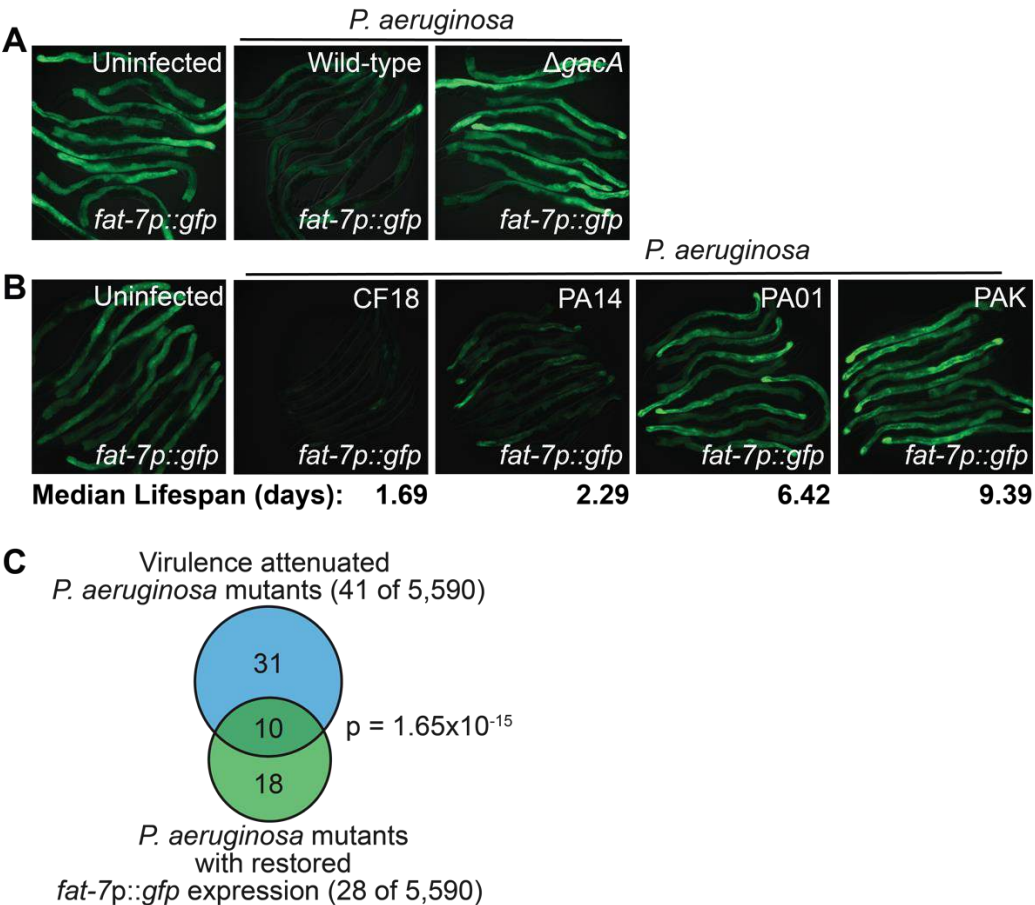 P. aeruginosa
A
Uninfected
Wild-type
ΔgacA
fat-7p::gfp
fat-7p::gfp
fat-7p::gfp
P. aeruginosa
B
Uninfected
CF18
PA14
PA01
PAK
fat-7p::gfp
fat-7p::gfp
fat-7p::gfp
fat-7p::gfp
fat-7p::gfp
Median Lifespan (days): 1.69 2.29 6.42 9.39
C
Virulence attenuated
P. aeruginosa mutants (41 of 5,590)
31
10
p = 1.65x10⁻¹⁵
18
P. aeruginosa mutants
with restored
fat-7p::gfp expression (28 of 5,590)